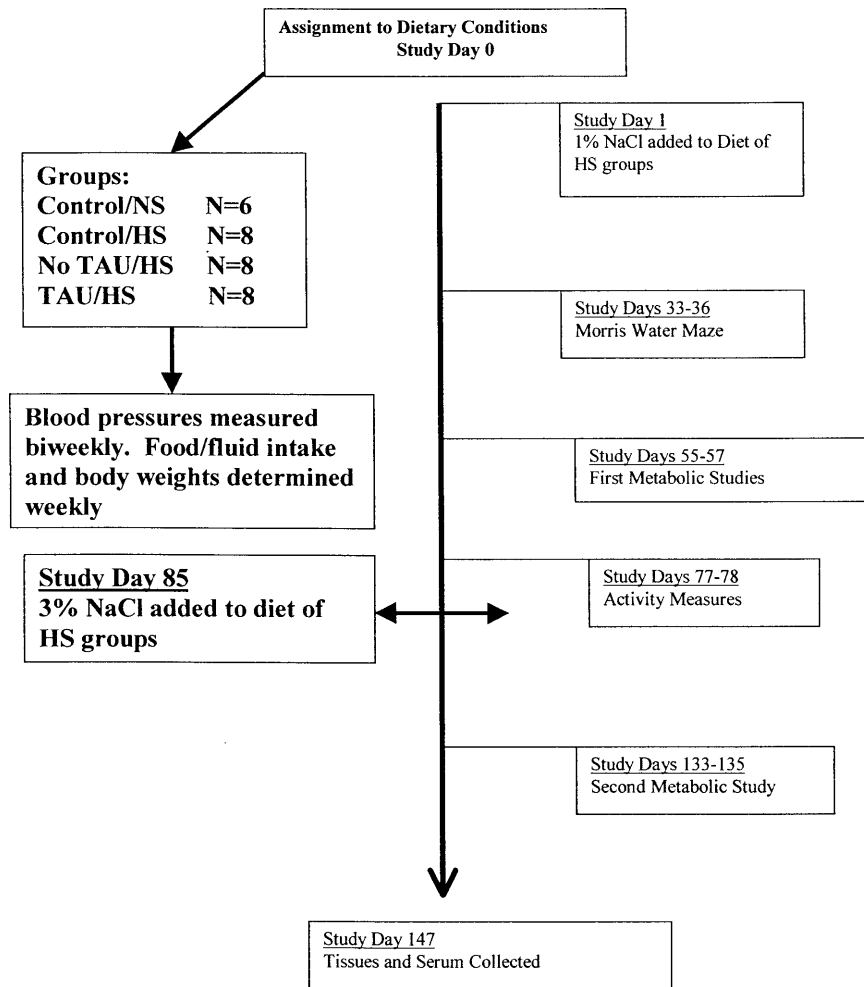 Assignment to Dietary Conditions
Study Day 0
Study Day 1
1% NaCl added to Diet of
HS groups
Groups:
Control/NS N=6
Control/HS N=8
No TAU/HS N=8
TAU/HS N=8
Study Days 33-36
Morris Water Maze
Blood pressures measured
biweekly. Food/fluid intake
and body weights determined
weekly
Study Days 55-57
First Metabolic Studies
Study Day 85
3% NaCl added to diet of
HS groups
Study Days 77-78
Activity Measures
Study Days 133-135
Second Metabolic Study
Study Day 147
Tissues and Serum Collected